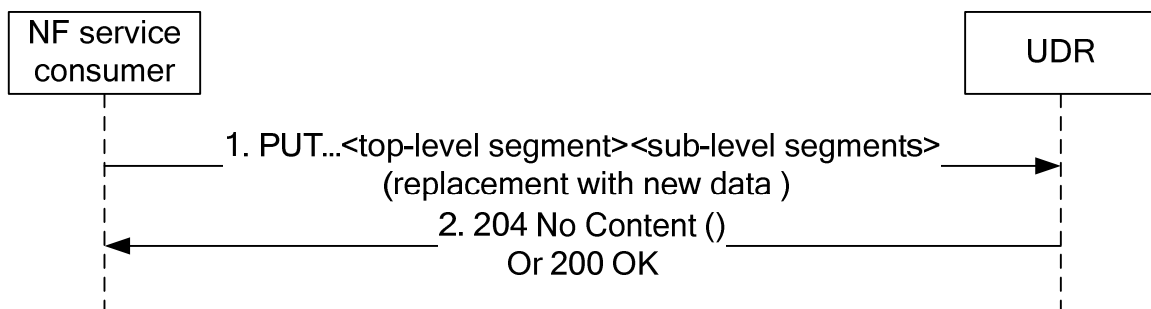 NF service
consumer
UDR
1. PUT...<top-level segment><sub-level segments>
(replacement with new data )
2. 204 No Content ()
Or 200 OK